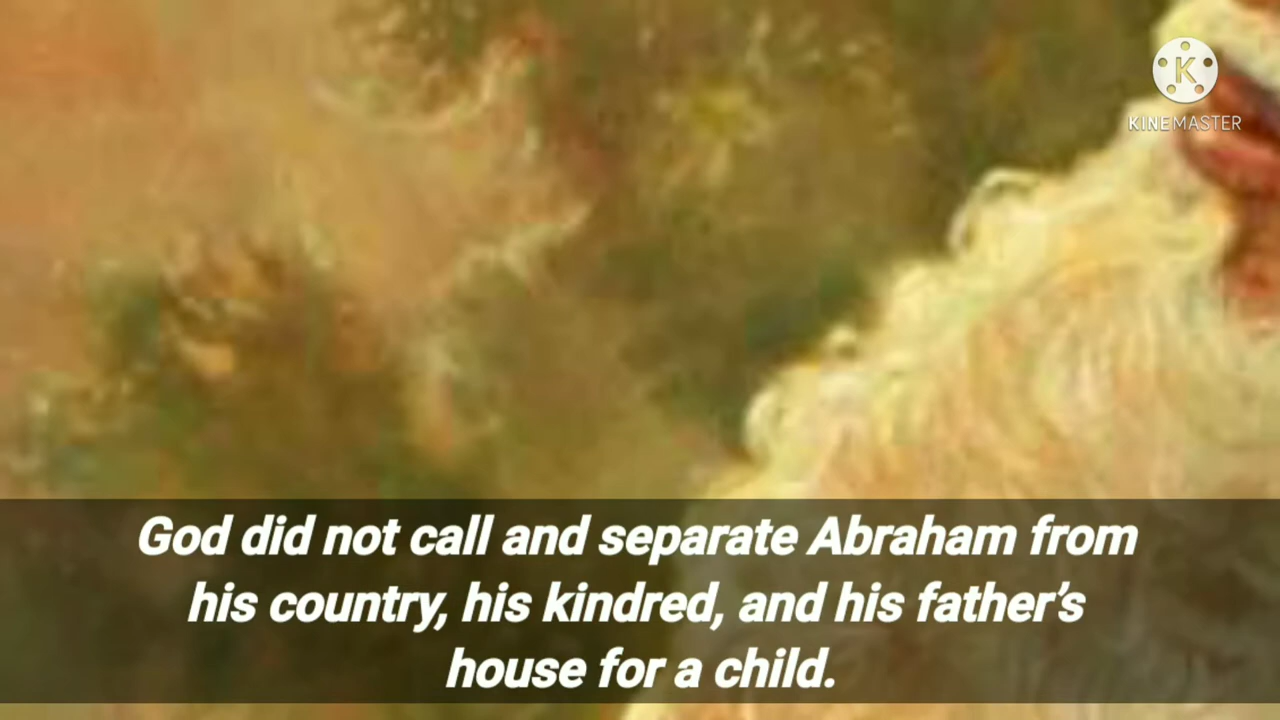 K
KINEMASTER
God did not call and separate Abraham from
his country, his kindred, and his father's
house for a child.